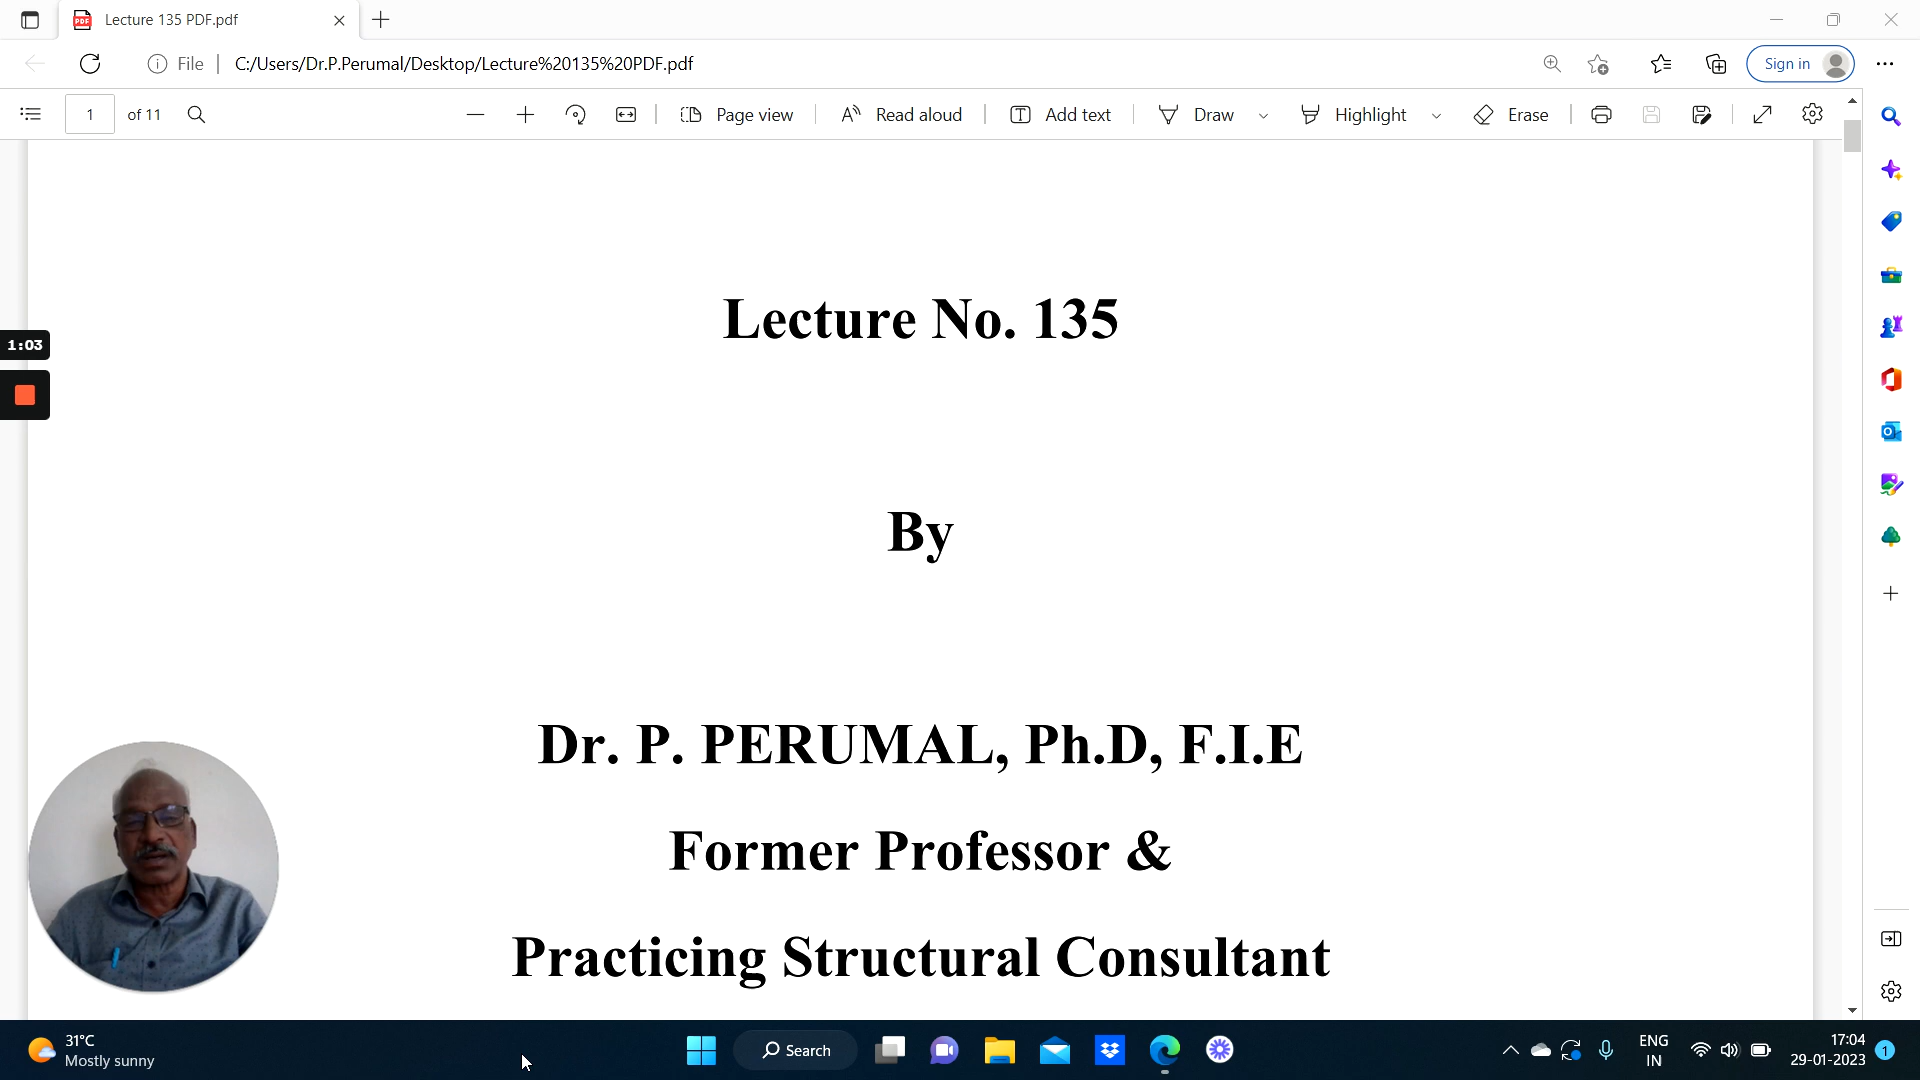 Lecture 135 PDF.pdf
File
C:/Users/Dr.P.Perumal/Desktop/Lecture%20135%20PDF.pdf
Sign in
1
of 11
Page view
Read aloud
Add text
Draw
Highlight
Erase
Lecture No. 135
1:03
By
Dr. P. PERUMAL, Ph.D, F.I.E
Former Professor &
Practicing Structural Consultant
31°C
Mostly sunny
Search
ENG
IN
17:04
29-01-2023
1